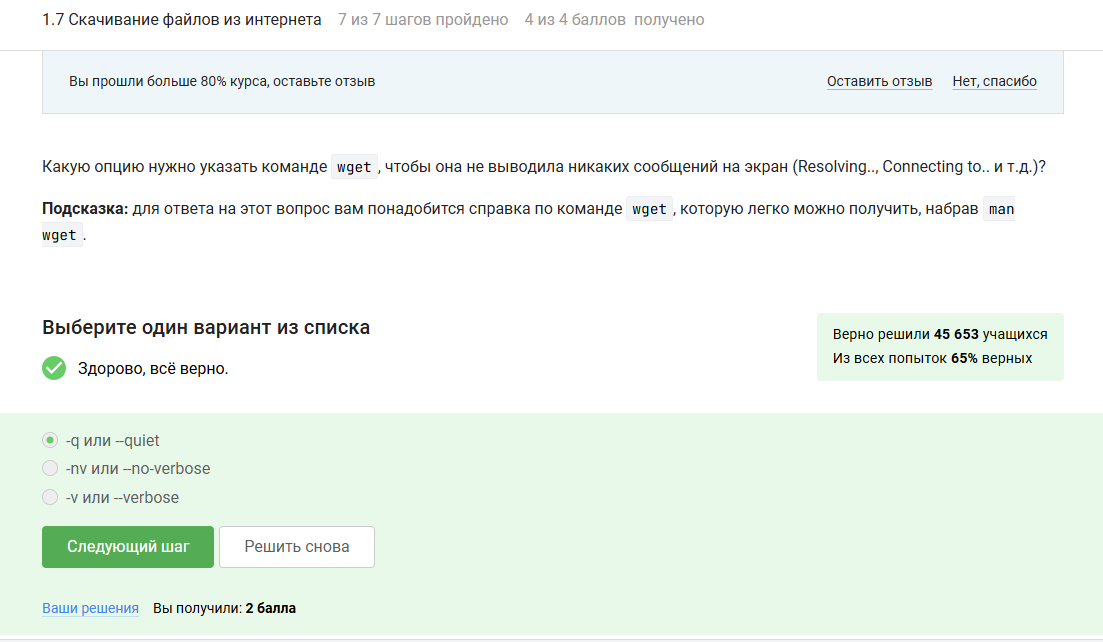 1.7 Скачивание файлов из интернета 7 из 7 шагов пройдено 4 из 4 баллов получено
Вы прошли больше 80% курса, оставьте отзыв Оставить отзыв Нет, спасибо
Какую опцию нужно указать команде wget, чтобы она не выводила никаких сообщений на экран (Resolving.., Connecting to.. и т.д.)?
Подсказка: для ответа на этот вопрос вам понадобится справка по команде wget, которую легко можно получить, набрав man
wget.
Выберите один вариант из списка
Верно решили 45 653 учащихся
Из всех попыток 65% верных
Здорово, всё верно.
-q или --quiet
-nv или --no-verbose
-v или --verbose
Следующий шаг Решить снова
Ваши решения Вы получили: 2 балла